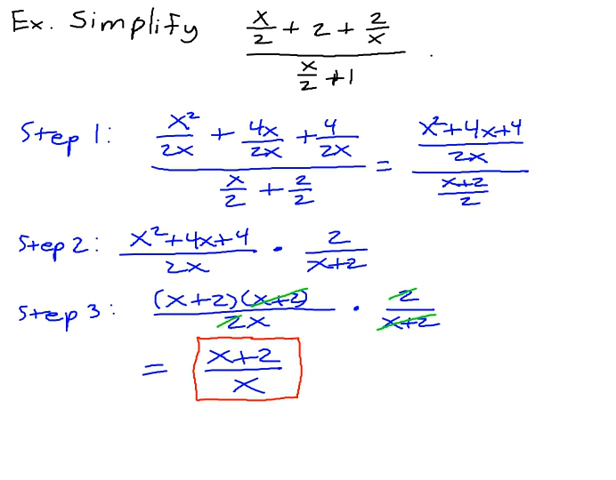 Ex. Simplify (x/2 + 2 + 2/x)/(x/2 + 1) .
Step 1: (x²/2x + 4x/2x + 4/2x)/(x/2 + 2/2) = ((x²+4x+4)/2x)/((x+2)/2)
Step 2: (x²+4x+4)/2x · 2/(x+2)
Step 3: (x+2)(x+2)/2x · 2/(x+2)
= (x+2)/x